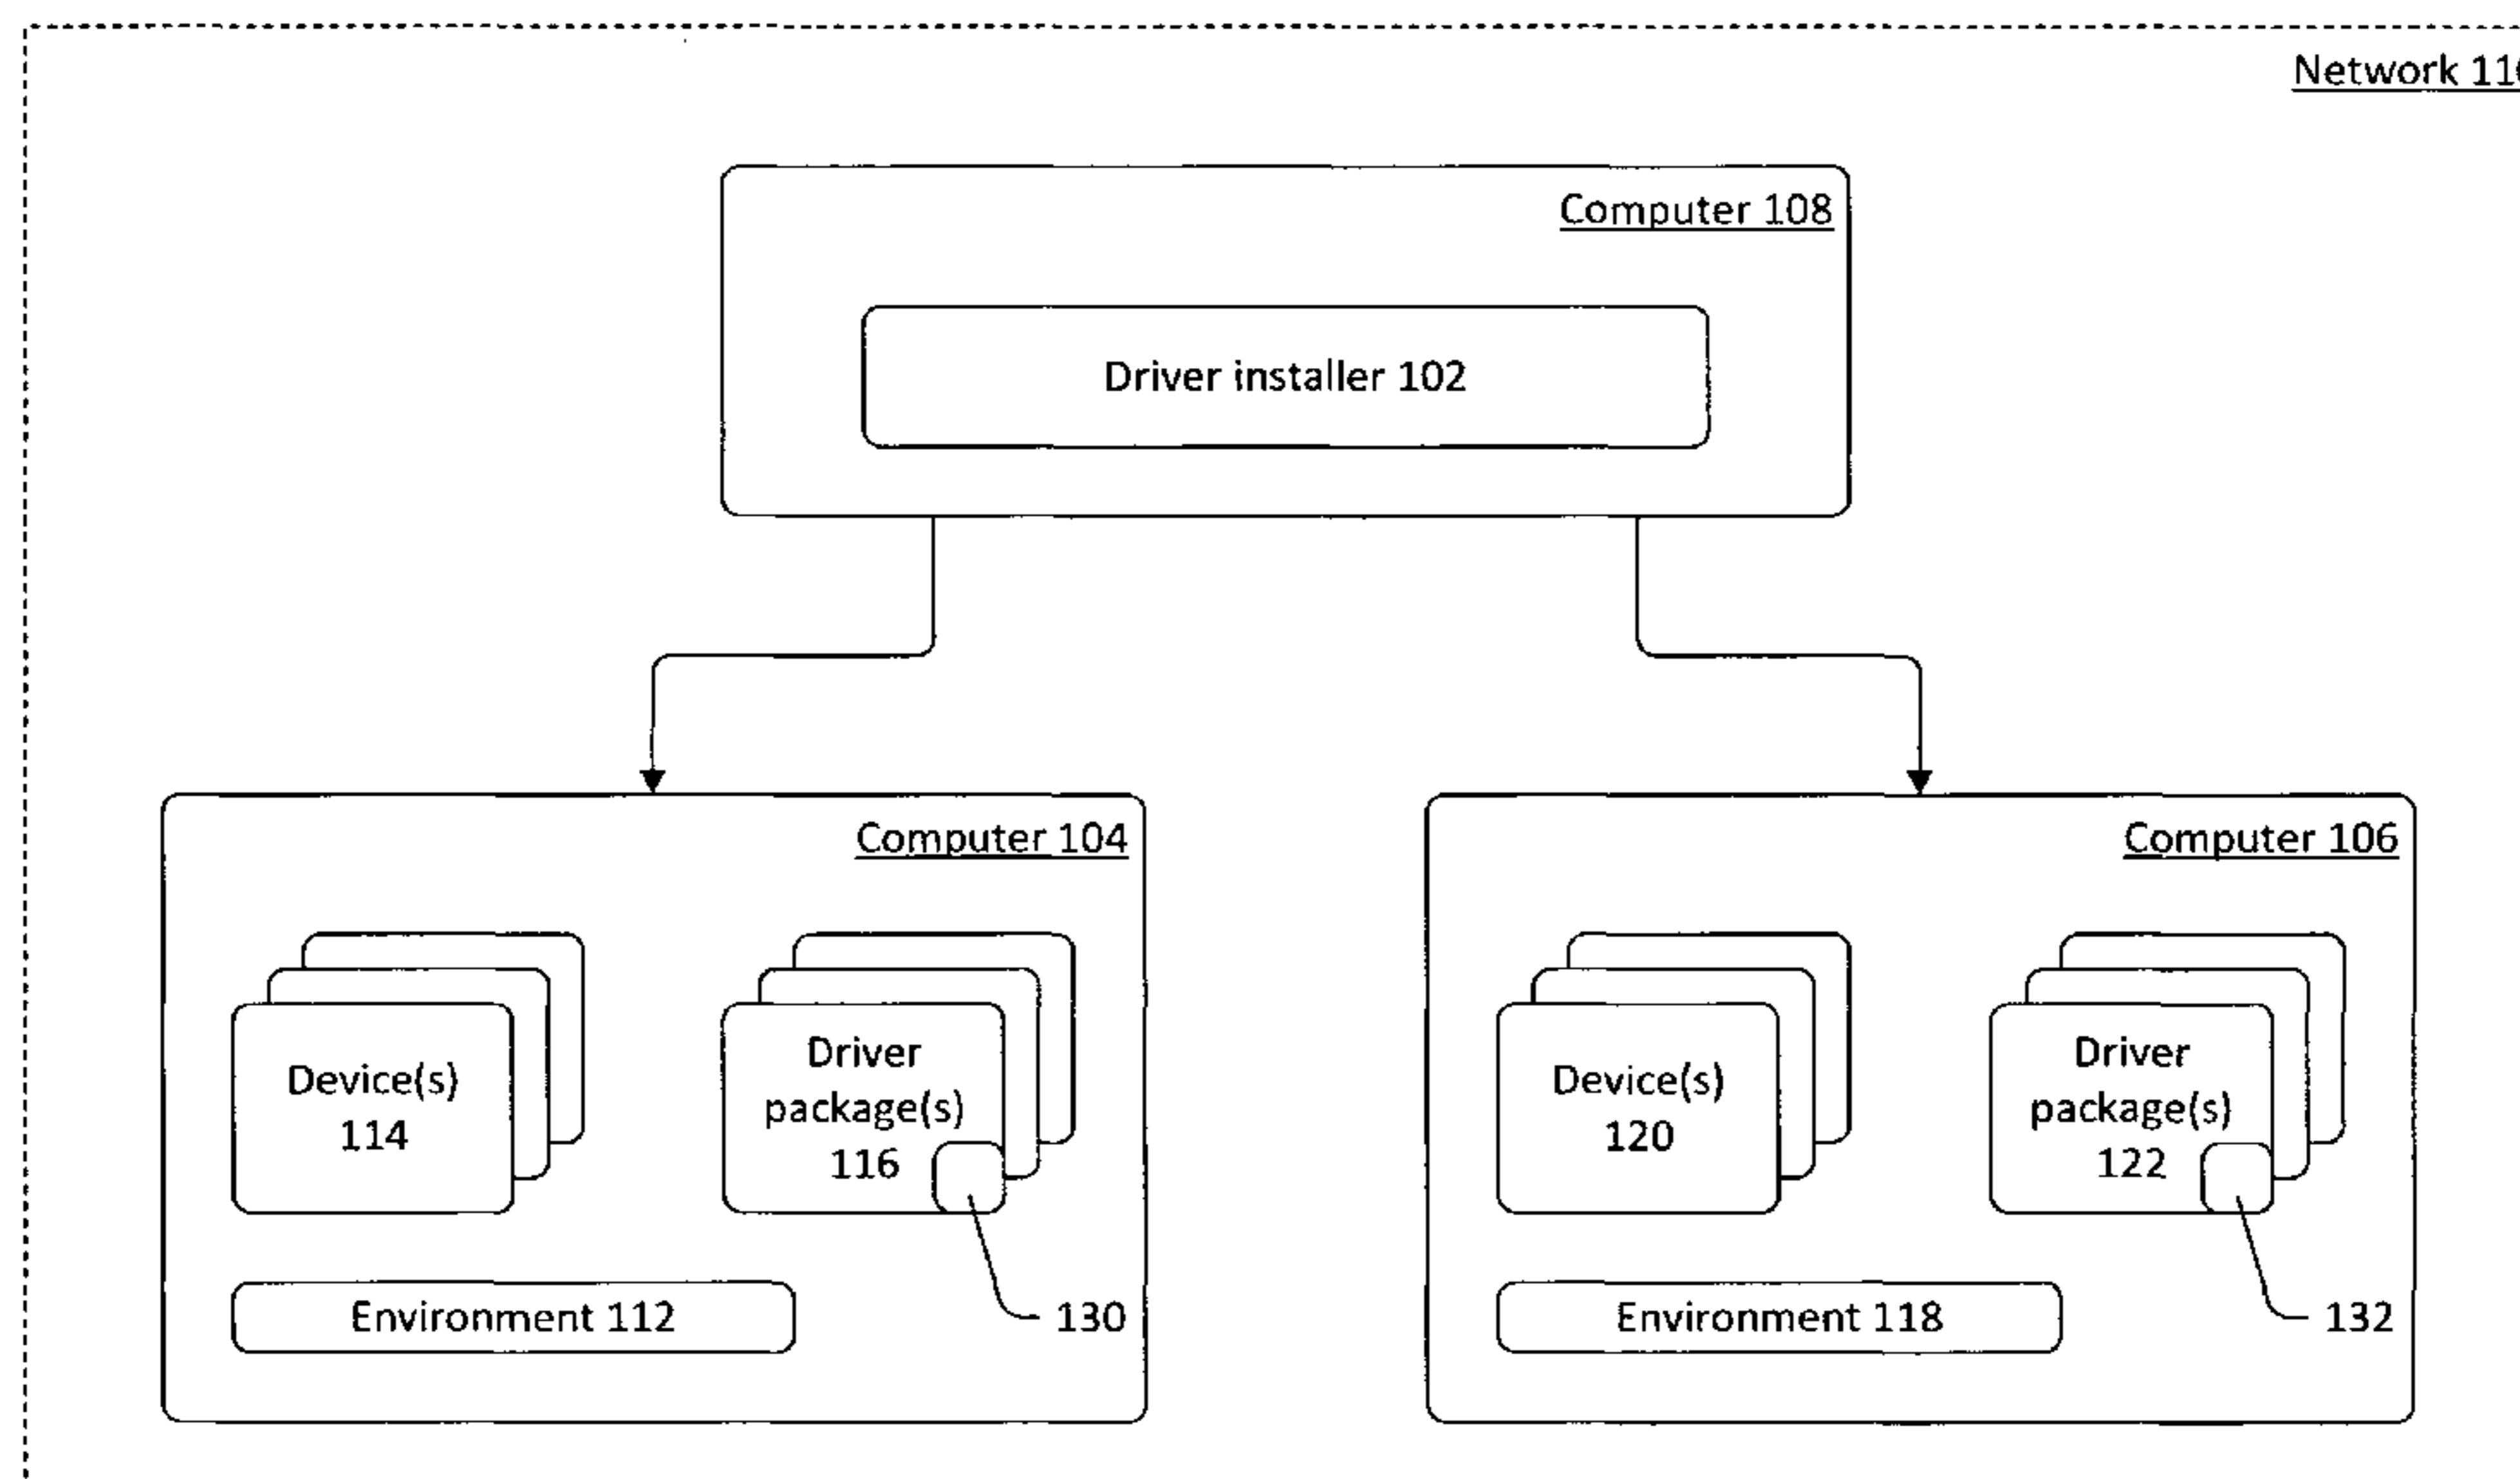 Network
Computer 108
Driver installer 102
Computer 104
Computer 106
Device(s)
114
Driver
package(s)
116
Device(s)
120
Driver
package(s)
122
Environment 112
130
Environment 118
132